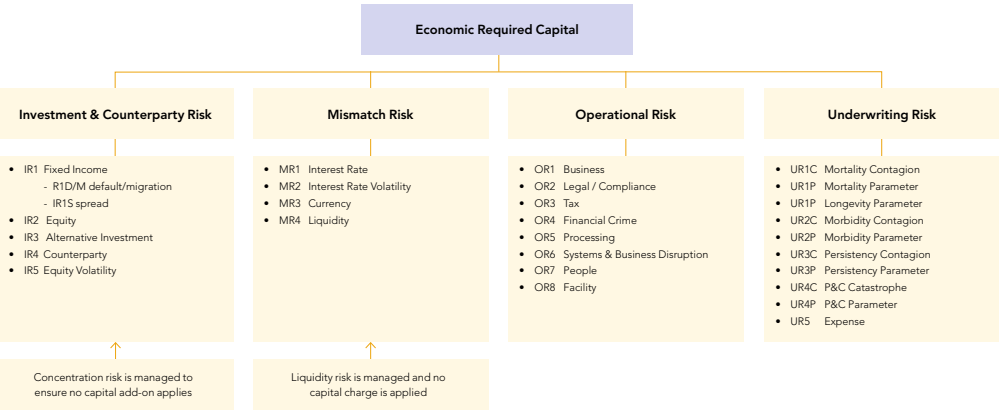 Economic Required Capital
Investment & Counterparty Risk
• IR1 Fixed Income
- R1D/M default/migration
- IR1S spread
• IR2 Equity
• IR3 Alternative Investment
• IR4 Counterparty
• IR5 Equity Volatility
Concentration risk is managed to
ensure no capital add-on applies
Mismatch Risk
• MR1 Interest Rate
• MR2 Interest Rate Volatility
• MR3 Currency
• MR4 Liquidity
Liquidity risk is managed and no
capital charge is applied
Operational Risk
• OR1 Business
• OR2 Legal / Compliance
• OR3 Tax
• OR4 Financial Crime
• OR5 Processing
• OR6 Systems & Business Disruption
• OR7 People
• OR8 Facility
Underwriting Risk
• UR1C Mortality Contagion
• UR1P Mortality Parameter
• UR1P Longevity Parameter
• UR2C Morbidity Contagion
• UR2P Morbidity Parameter
• UR3C Persistency Contagion
• UR3P Persistency Parameter
• UR4C P&C Catastrophe
• UR4P P&C Parameter
• UR5 Expense